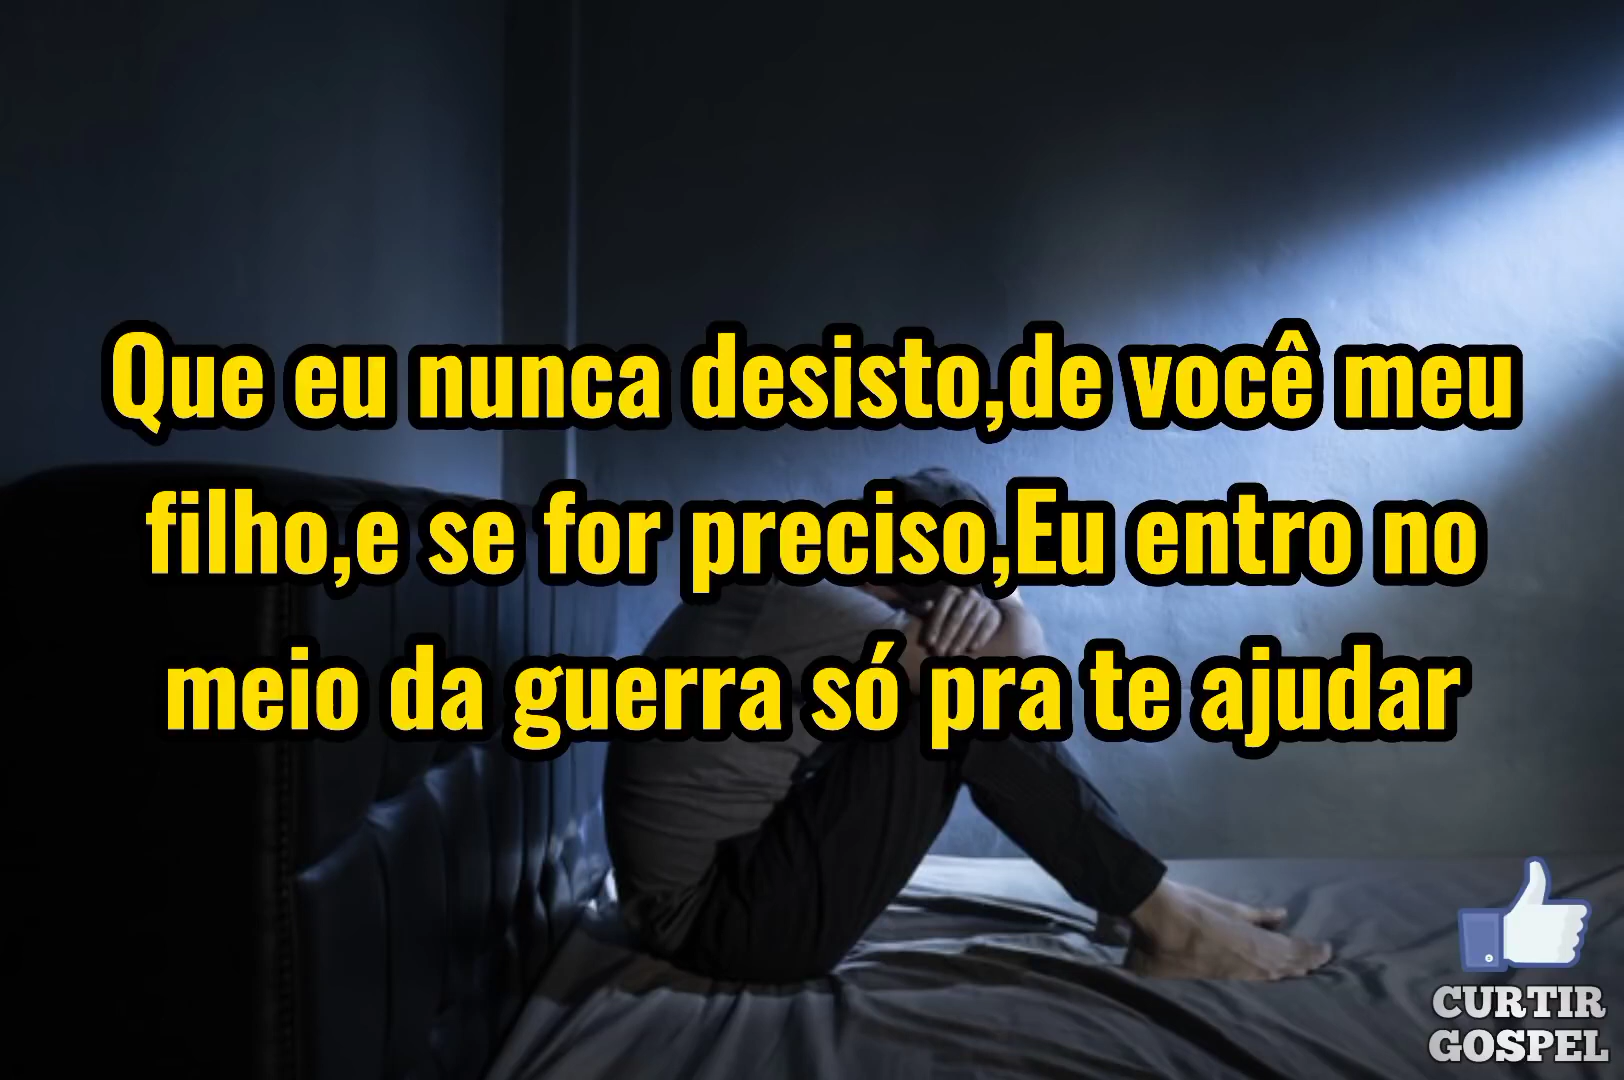 Que eu nunca desisto,de você meu
filho,e se for preciso,Eu entro no
meio da guerra só pra te ajudar
CURTIR
GOSPEL